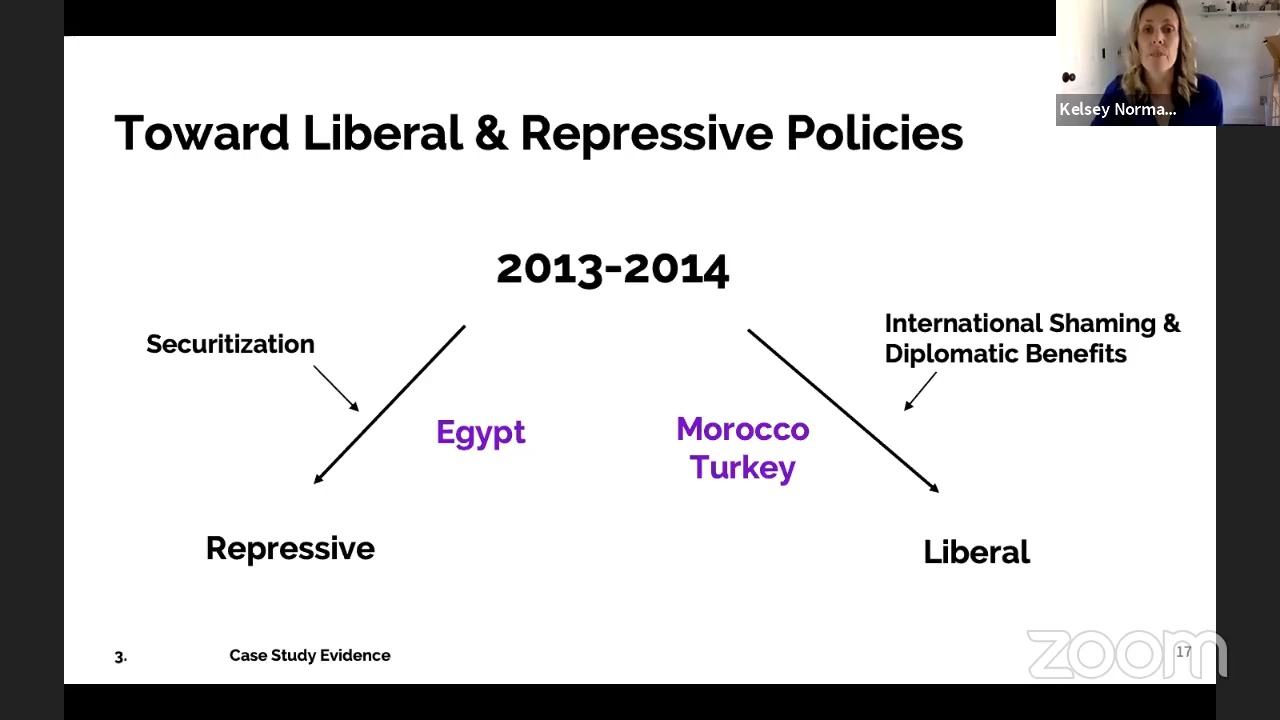 Toward Liberal & Repressive Policies
Kelsey Norma...
2013-2014
Securitization
International Shaming &
Diplomatic Benefits
Egypt
Morocco
Turkey
Repressive
Liberal
3.
Case Study Evidence
17
zoom